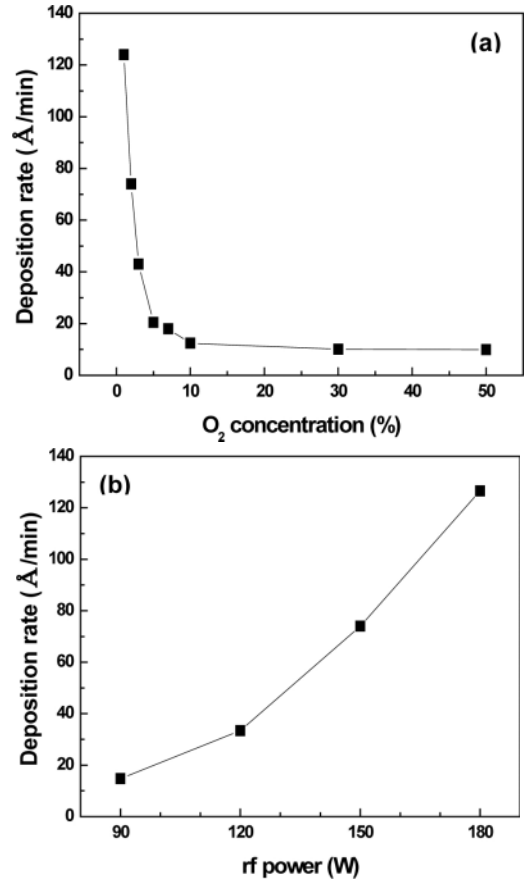 (a)
Deposition rate ( Å/min)
140
120
100
80
60
40
20
0
0 10 20 30 40 50
O₂ concentration (%)
(b)
Deposition rate ( Å/min)
140
120
100
80
60
40
20
0
90 120 150 180
rf power (W)